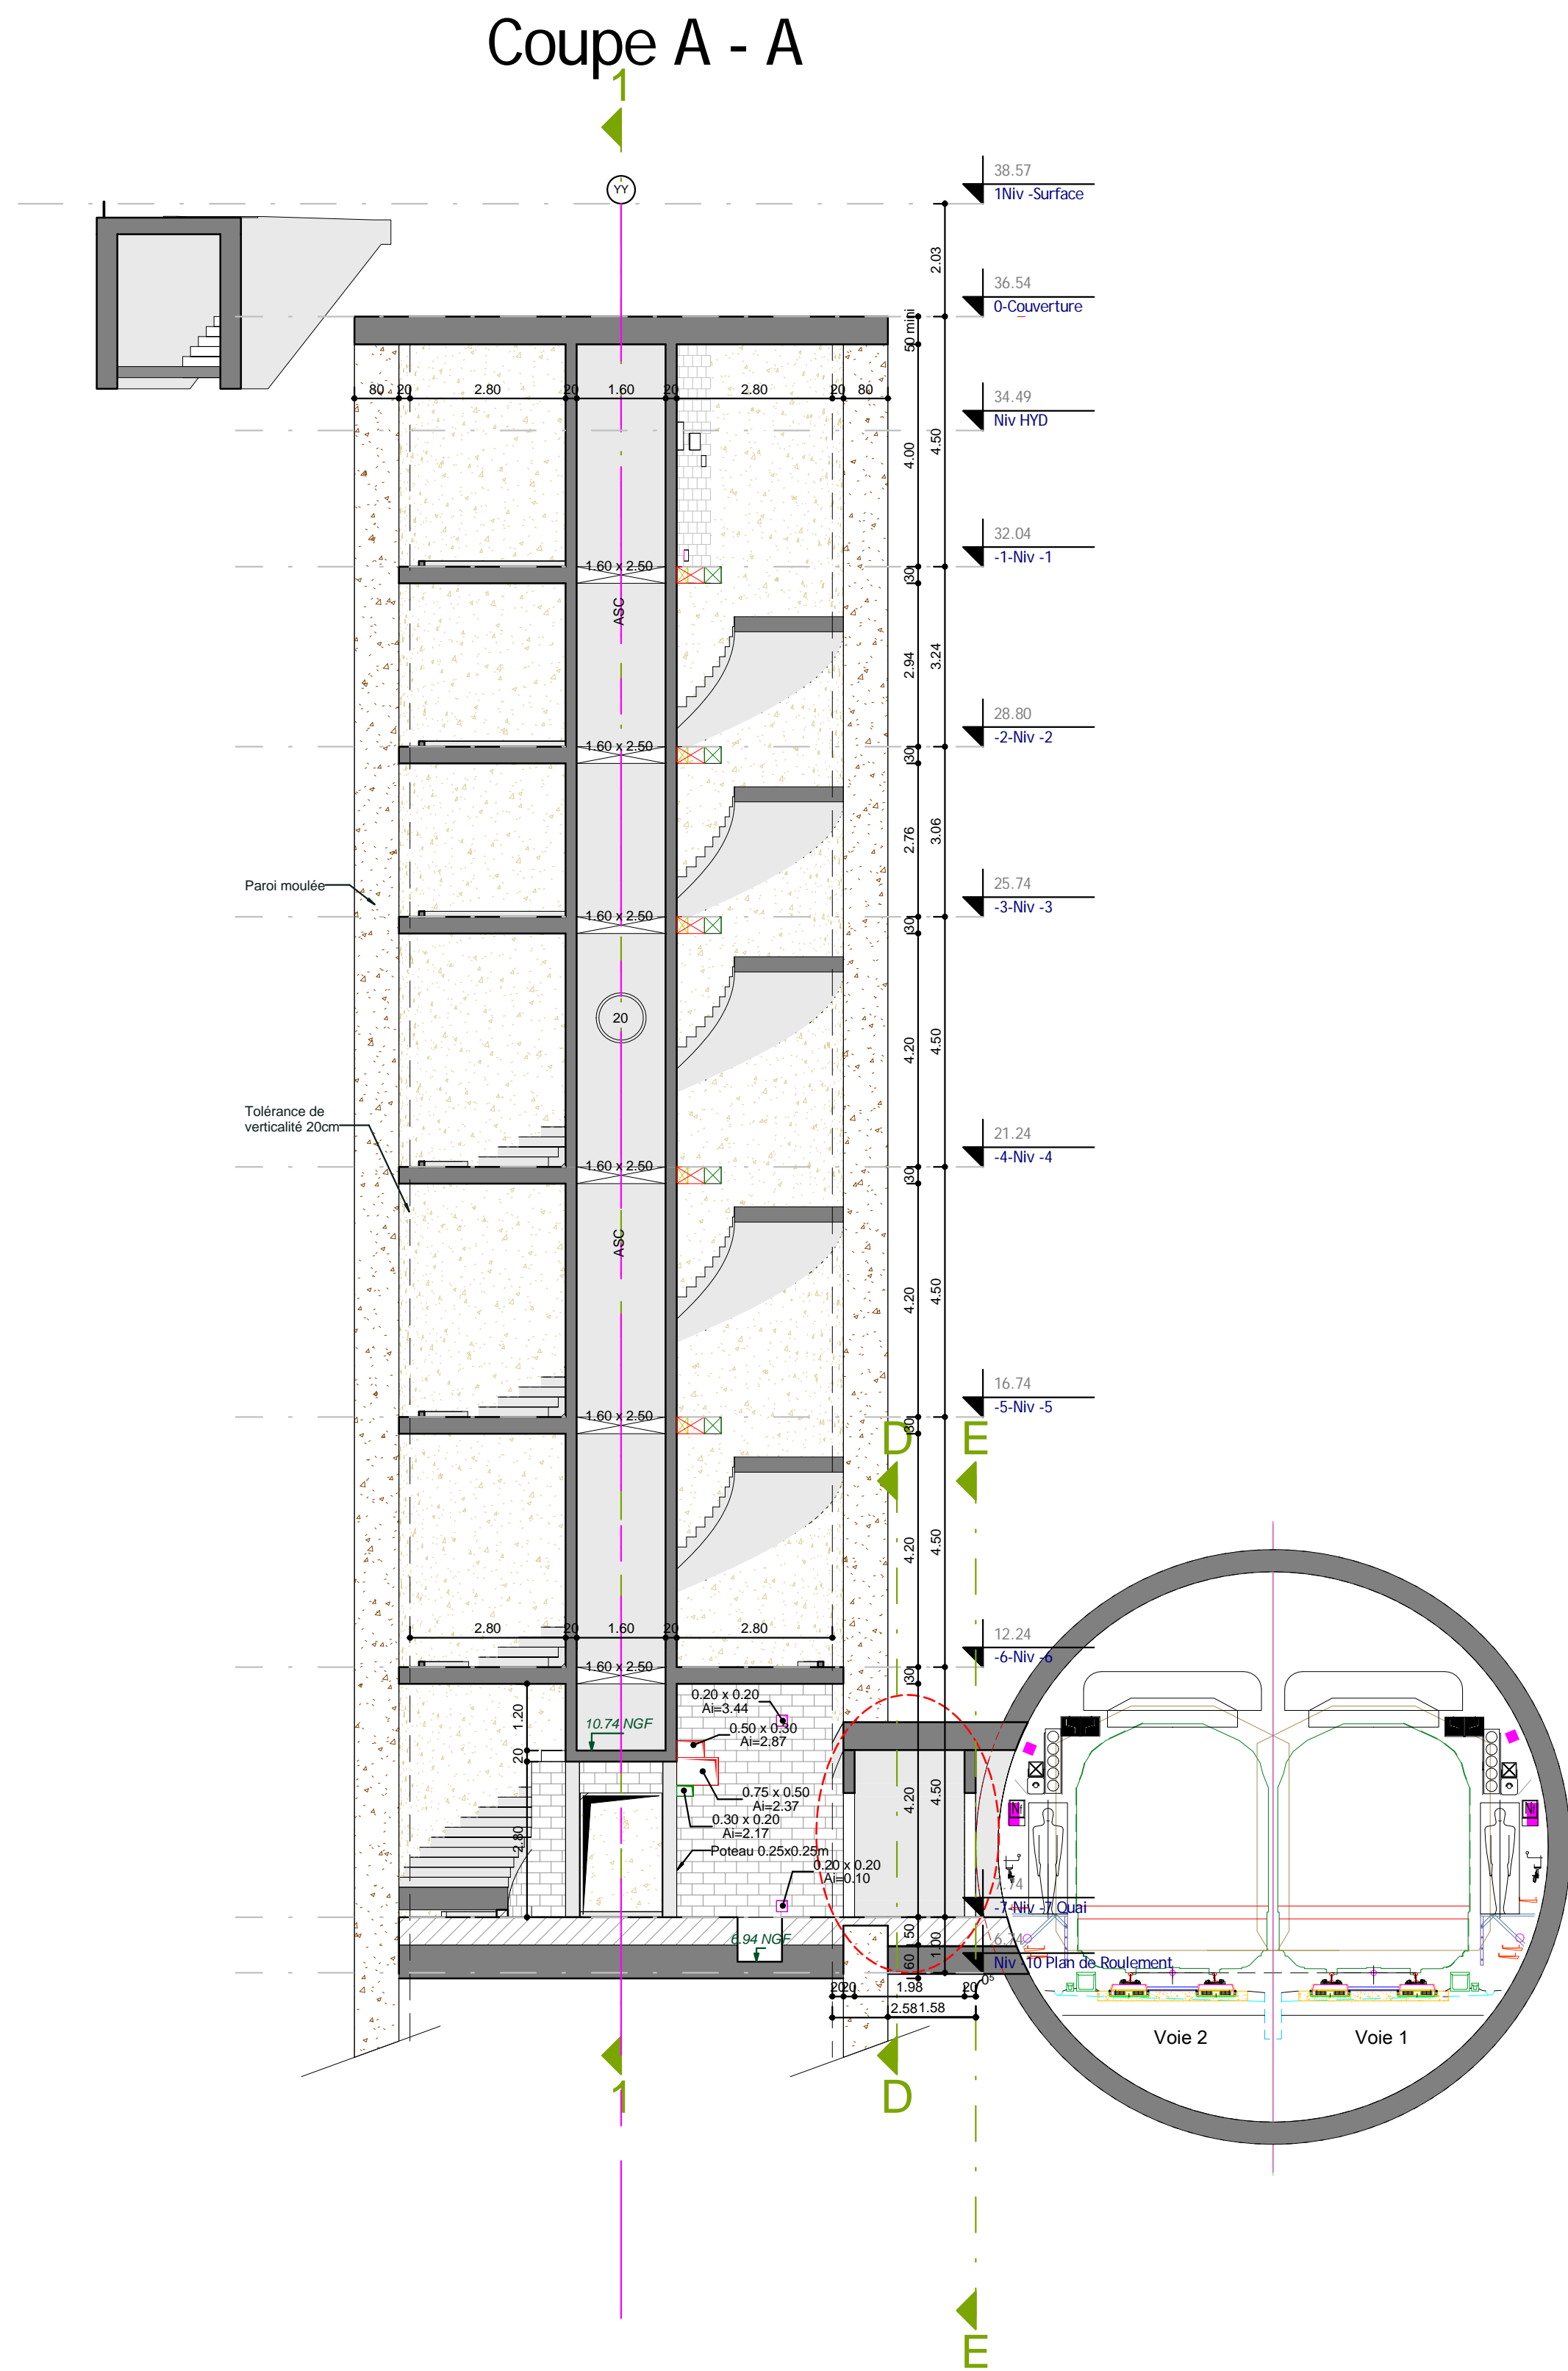 Coupe A - A
1
YY
38.57
1Niv -Surface
2.03
36.54
0-Couverture
50 mini
80 20 2.80 20 1.60 20 2.80 20 80
34.49
Niv HYD
4.00
4.50
32.04
-1-Niv -1
1.60 x 2.50
30
ASC
2.94
3.24
28.80
-2-Niv -2
1.60 x 2.50
30
2.76
3.06
Paroi moulée
25.74
-3-Niv -3
1.60 x 2.50
30
20
4.20
4.50
Tolérance de
verticalité 20cm
21.24
-4-Niv -4
1.60 x 2.50
30
ASC
4.20
4.50
16.74
-5-Niv -5
1.60 x 2.50
30
D
E
4.20
4.50
2.80 20 1.60 20 2.80
12.24
-6-Niv -6
1.60 x 2.50
30
0.20 x 0.20
Ai=3.44
1.20
10.74 NGF
0.50 x 0.30
Ai=2.87
20
0.75 x 0.50
Ai=2.37
4.20
4.50
0.30 x 0.20
Ai=2.17
2.80
Poteau 0.25x0.25m
0.20 x 0.20
Ai=0.10
7.74
-7-Niv -7 Quai
6.94 NGF
50
1.00
6.74
Niv -10 Plan de Roulement
60
20 20 1.98 20 0⁵
2.58 1.58
Voie 2
Voie 1
1
D
E